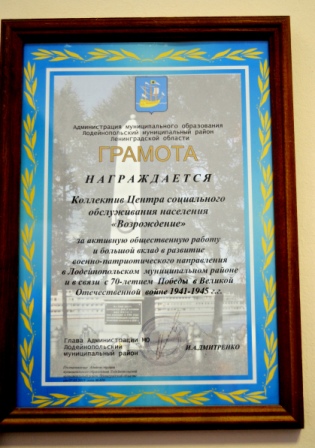 Администрация муниципального образования
Лодейнопольский муниципальный район
Ленинградской области
ГРАМОТА
НАГРАЖДАЕТСЯ
Коллектив Центра социального
обслуживания населения
«Возрождение»
за активную общественную работу
и большой вклад в развитие
военно-патриотического направления
в Лодейнопольском муниципальном районе
и в связи с 70-летием Победы в Великой
Отечественной войне 1941-1945 г.г.
Глава Администрации МО
Лодейнопольский
муниципальный район
И.А.ДМИТРЕНКО